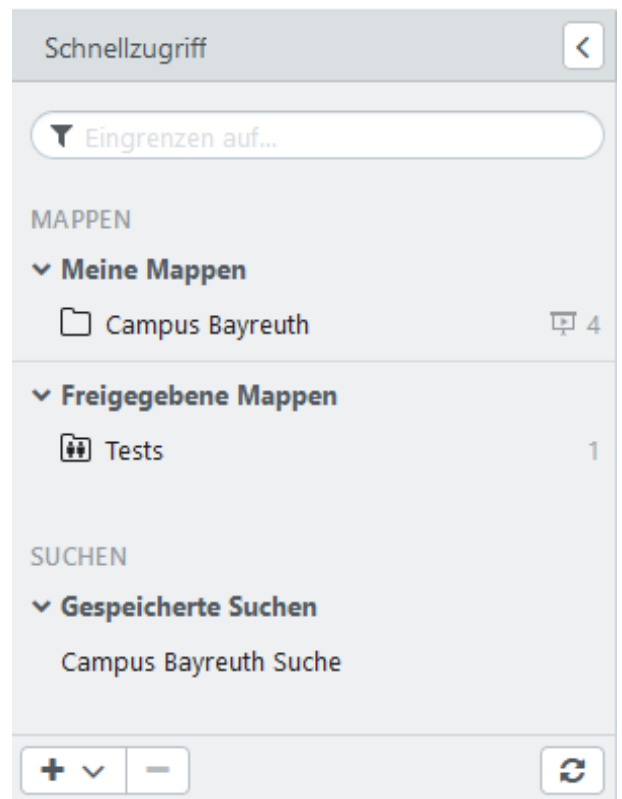 Schnellzugriff
Eingrenzen auf...
MAPPEN
Meine Mappen
Campus Bayreuth 4
Freigegebene Mappen
Tests 1
SUCHEN
Gespeicherte Suchen
Campus Bayreuth Suche